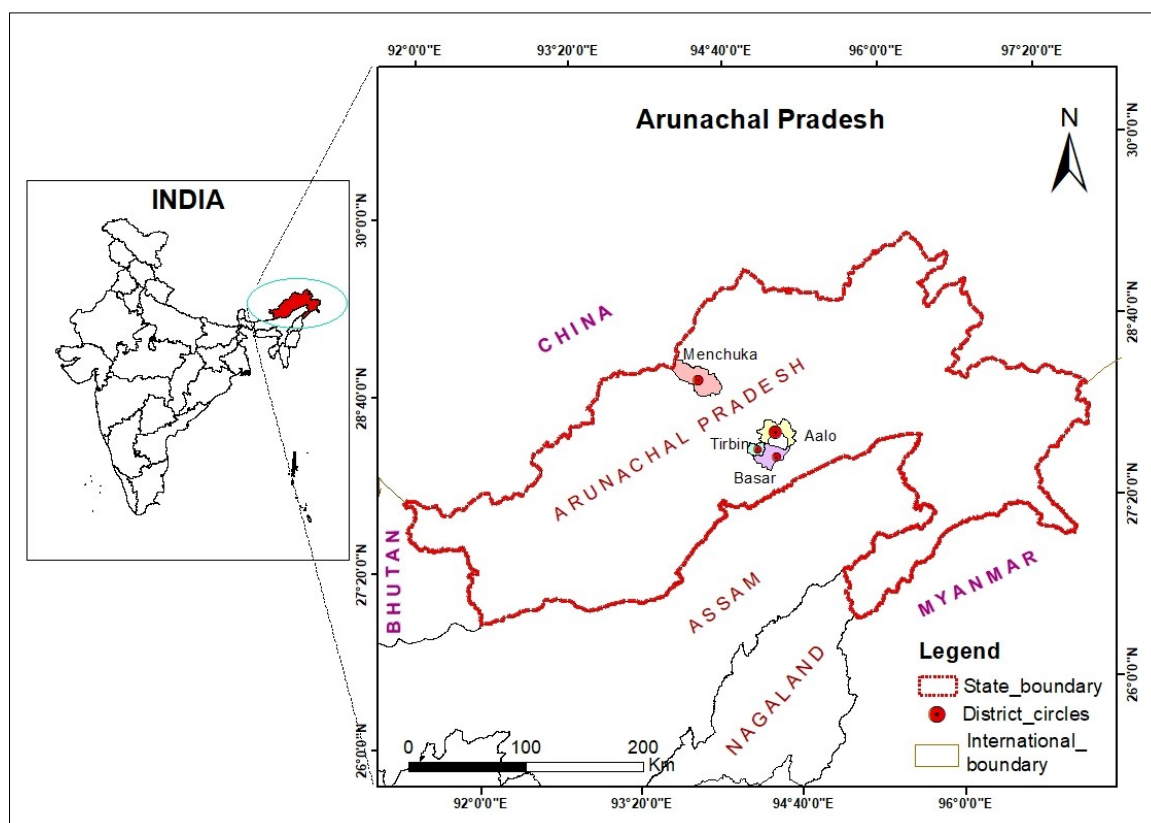 92°0'0"E 93°20'0"E 94°40'0"E 96°0'0"E 97°20'0"E
Arunachal Pradesh
N
30°0'0"N
28°40'0"N
27°20'0"N
26°0'0"N
INDIA
30°0'0"N
28°40'0"N
27°20'0"N
26°0'0"N
CHINA
Menchuka
ARUNACHAL PRADESH
Tirbin
Aalo
Basar
BHUTAN
ASSAM
MYANMAR
NAGALAND
Legend
State_boundary
District_circles
International_
boundary
0 100 200
Km
92°0'0"E 93°20'0"E 94°40'0"E 96°0'0"E